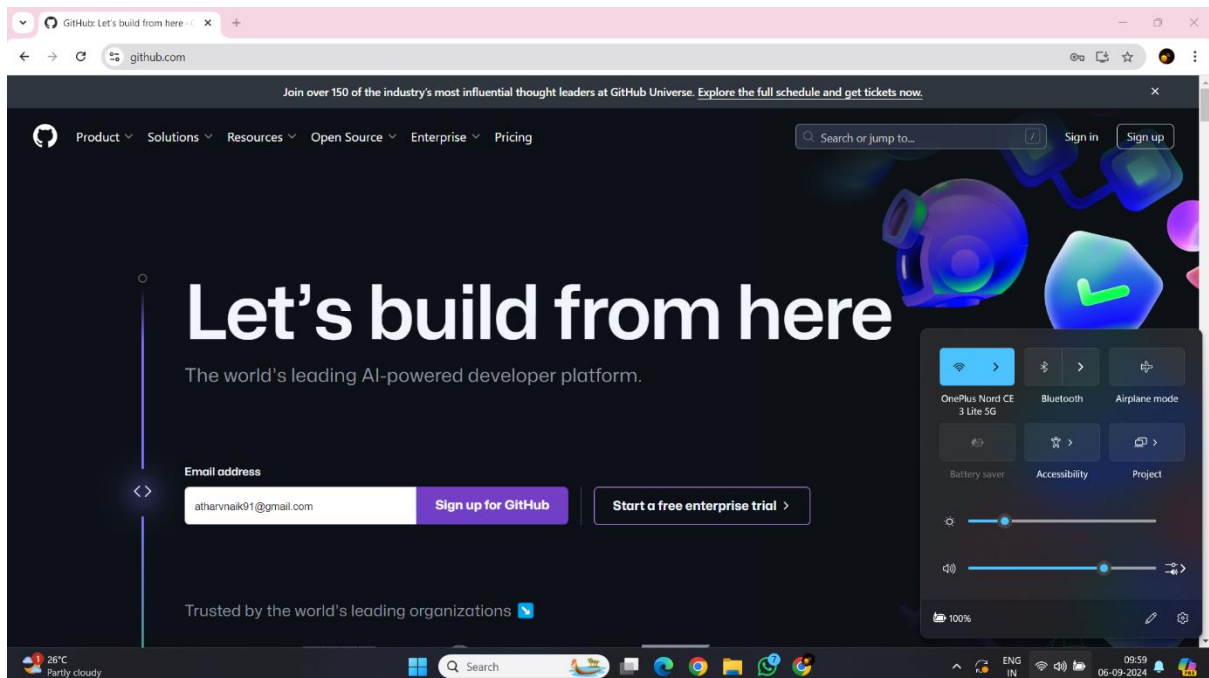 GitHub: Let's build from here · G
github.com
Join over 150 of the industry's most influential thought leaders at GitHub Universe. Explore the full schedule and get tickets now.
Product Solutions Resources Open Source Enterprise Pricing
Search or jump to... /
Sign in Sign up
Let's build from here
The world's leading AI-powered developer platform.
Email address
atharvnaik91@gmail.com
Sign up for GitHub
Start a free enterprise trial
Trusted by the world's leading organizations
OnePlus Nord CE
3 Lite 5G
Bluetooth
Airplane mode
Battery saver
Accessibility
Project
100%
1
26°C
Partly cloudy
Search
7
ENG
IN
09:59
06-09-2024
PRE